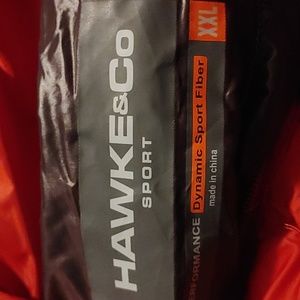 HAWKE&Co
SPORT
XXL
PERFORMANCE Dynamic Sport Fiber
made in china